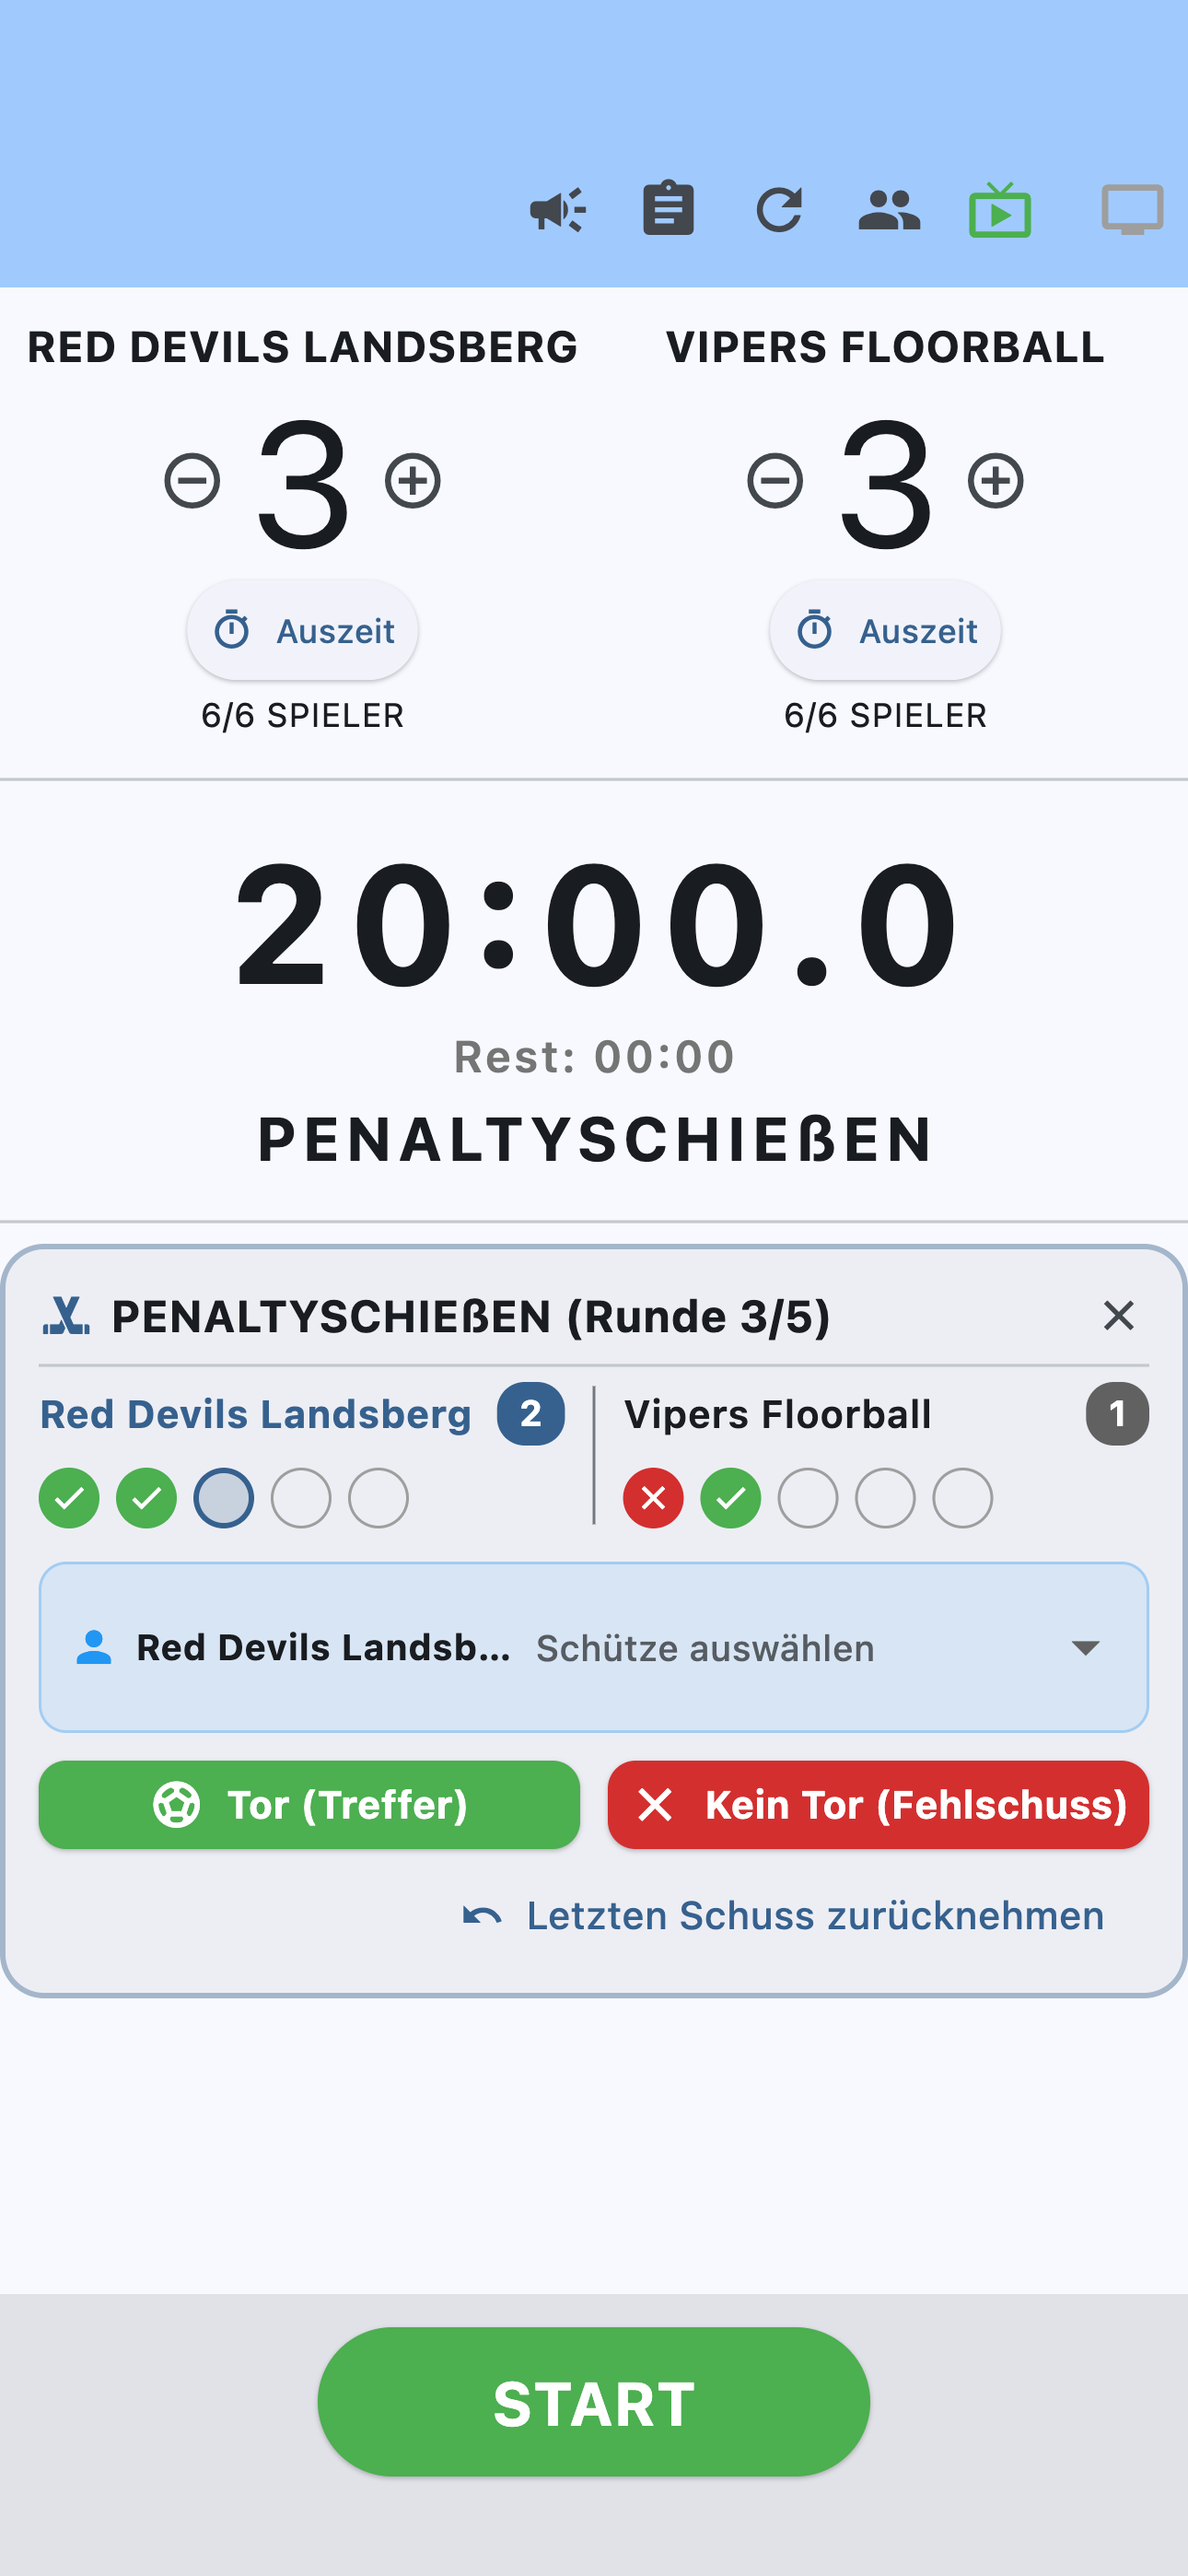 RED DEVILS LANDSBERG
VIPERS FLOORBALL
3
3
Auszeit
Auszeit
6/6 SPIELER
6/6 SPIELER
20:00.0
Rest: 00:00
PENALTYSCHIEßEN
PENALTYSCHIEßEN (Runde 3/5)
Red Devils Landsberg 2
Vipers Floorball 1
Red Devils Landsb... Schütze auswählen
Tor (Treffer)
Kein Tor (Fehlschuss)
Letzten Schuss zurücknehmen
START